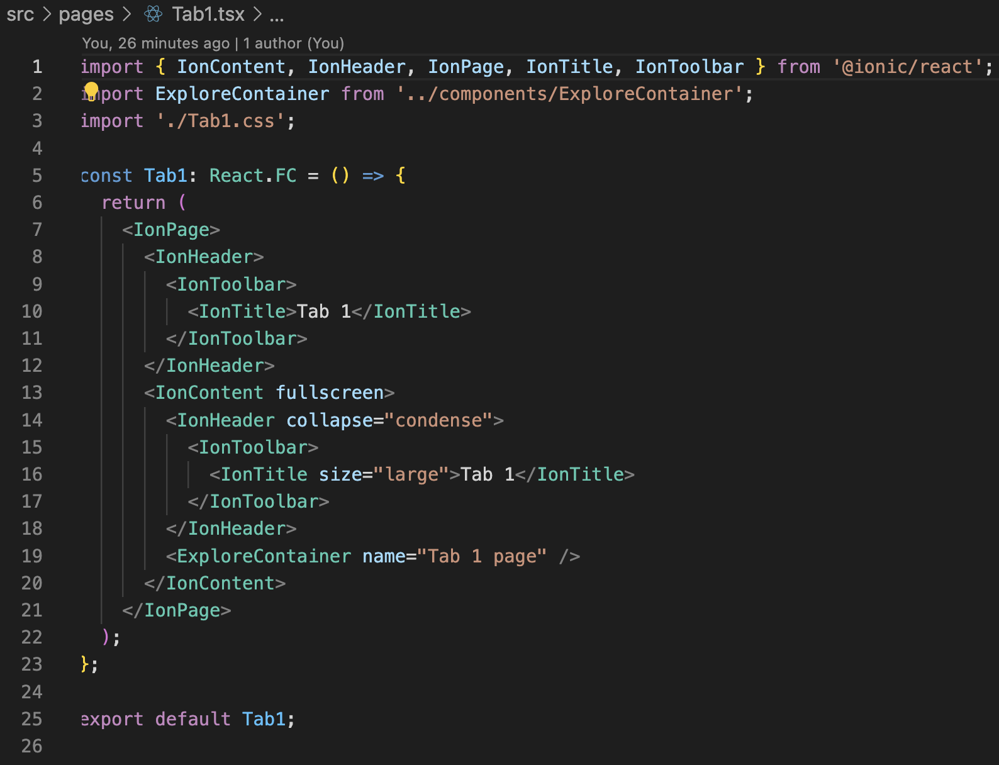 src > pages > Tab1.tsx > ...
You, 26 minutes ago | 1 author (You)
1 import { IonContent, IonHeader, IonPage, IonTitle, IonToolbar } from '@ionic/react';
2 import ExploreContainer from '../components/ExploreContainer';
3 import './Tab1.css';
4
5 const Tab1: React.FC = () => {
6   return (
7     <IonPage>
8       <IonHeader>
9         <IonToolbar>
10           <IonTitle>Tab 1</IonTitle>
11         </IonToolbar>
12       </IonHeader>
13       <IonContent fullscreen>
14         <IonHeader collapse="condense">
15           <IonToolbar>
16             <IonTitle size="large">Tab 1</IonTitle>
17           </IonToolbar>
18         </IonHeader>
19         <ExploreContainer name="Tab 1 page" />
20       </IonContent>
21     </IonPage>
22   );
23 };
24
25 export default Tab1;
26